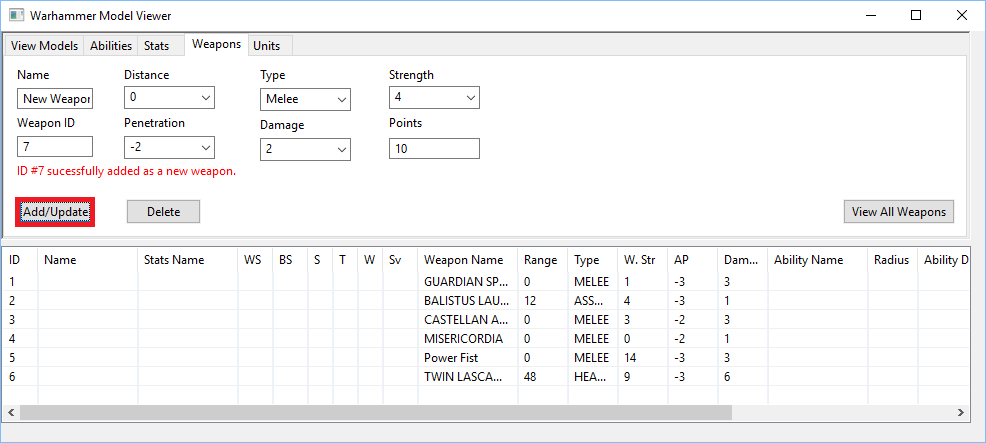 Warhammer Model Viewer
View Models Abilities Stats Weapons Units
Name Distance Type Strength
New Weapon 0 Melee 4
Weapon ID Penetration Damage Points
7 -2 2 10
ID #7 sucessfully added as a new weapon.
Add/Update Delete View All Weapons
ID Name Stats Name WS BS S T W Sv Weapon Name Range Type W. Str AP Dam... Ability Name Radius Ability D
1 GUARDIAN SP... 0 MELEE 1 -3 3
2 BALISTUS LAU... 12 ASS... 4 -3 1
3 CASTELLAN A... 0 MELEE 3 -2 3
4 MISERICORDIA 0 MELEE 0 -2 1
5 Power Fist 0 MELEE 14 -3 3
6 TWIN LASCA... 48 HEA... 9 -3 6